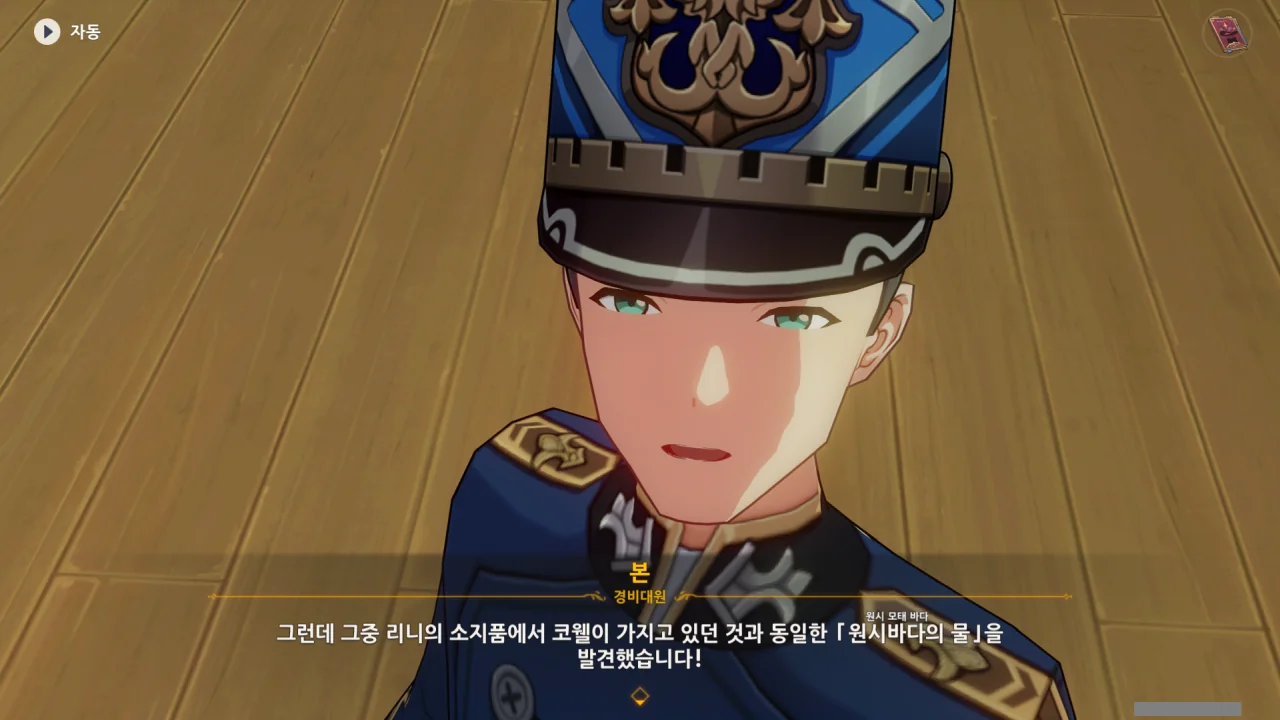 자동
본
경비대원
원시 모태 바다
그런데 그중 리니의 소지품에서 코웰이 가지고 있던 것과 동일한 「원시바다의 물」을
발견했습니다!